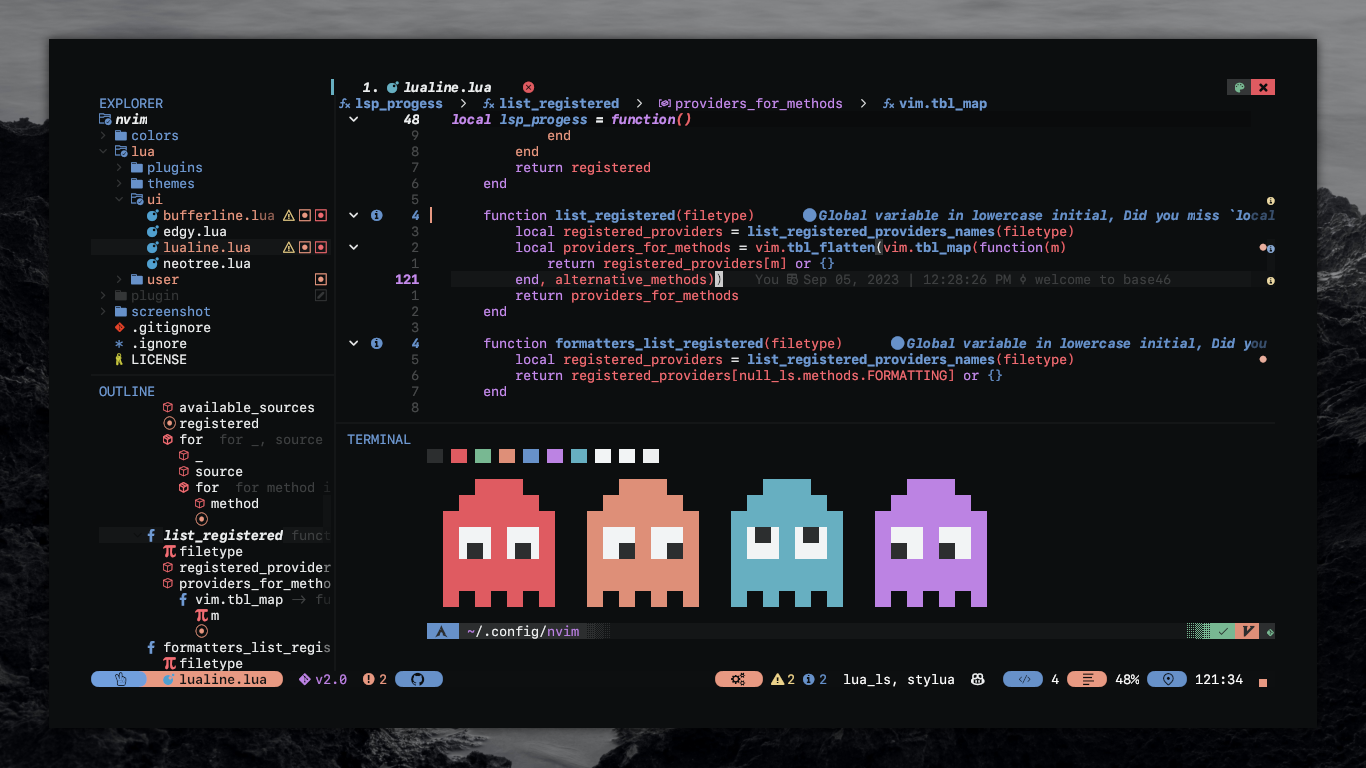 1. lualine.lua
EXPLORER
nvim
colors
lua
plugins
themes
ui
bufferline.lua
edgy.lua
lualine.lua
neotree.lua
user
plugin
screenshot
.gitignore
.ignore
LICENSE
OUTLINE
available_sources
registered
for for _, source
_
source
for for method i
method
list_registered funct
filetype
registered_provider
providers_for_metho
vim.tbl_map → fu
m
formatters_list_regis
filetype
lsp_progess > list_registered > providers_for_methods > vim.tbl_map
48 local lsp_progess = function()
9 end
8 end
7 return registered
6 end
5
4 function list_registered(filetype) Global variable in lowercase initial, Did you miss `local
3 local registered_providers = list_registered_providers_names(filetype)
2 local providers_for_methods = vim.tbl_flatten(vim.tbl_map(function(m)
1 return registered_providers[m] or {}
121 end, alternative_methods)) You Sep 05, 2023 | 12:28:26 PM welcome to base46
1 return providers_for_methods
2 end
3
4 function formatters_list_registered(filetype) Global variable in lowercase initial, Did you
5 local registered_providers = list_registered_providers_names(filetype)
6 return registered_providers[null_ls.methods.FORMATTING] or {}
7 end
8
TERMINAL
~/.config/nvim
lualine.lua v2.0 2 2 2 lua_ls, stylua 4 48% 121:34